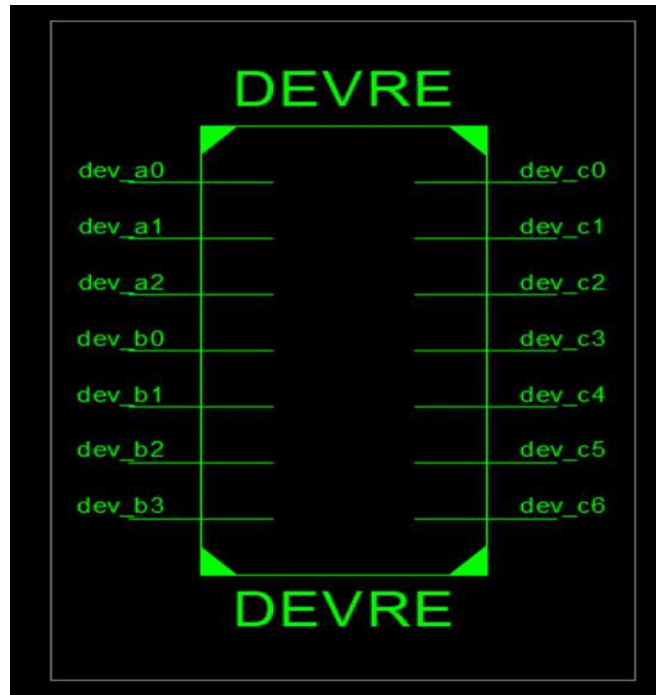 DEVRE
dev_a0 dev_c0
dev_a1 dev_c1
dev_a2 dev_c2
dev_b0 dev_c3
dev_b1 dev_c4
dev_b2 dev_c5
dev_b3 dev_c6
DEVRE